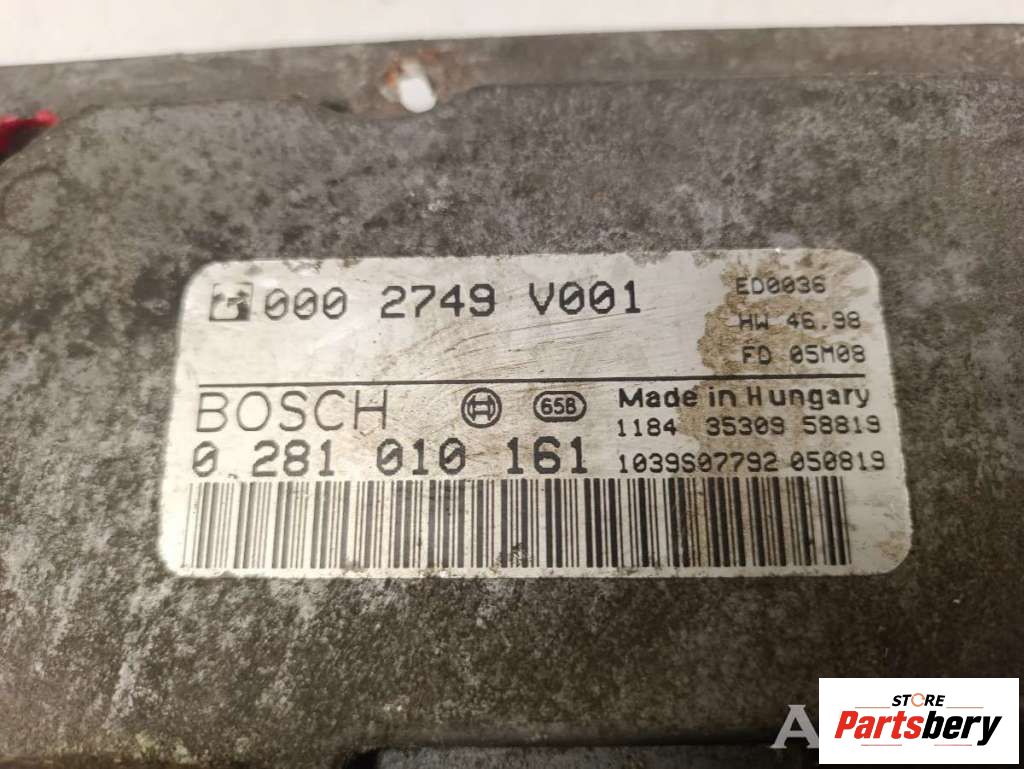 000 2749 V001
ED0036
HW 46.98
FD 05M08
BOSCH 65B Made in Hungary
1184 35309 58819
0 281 010 161 1039S07792 050819
A
STORE
Partsbery